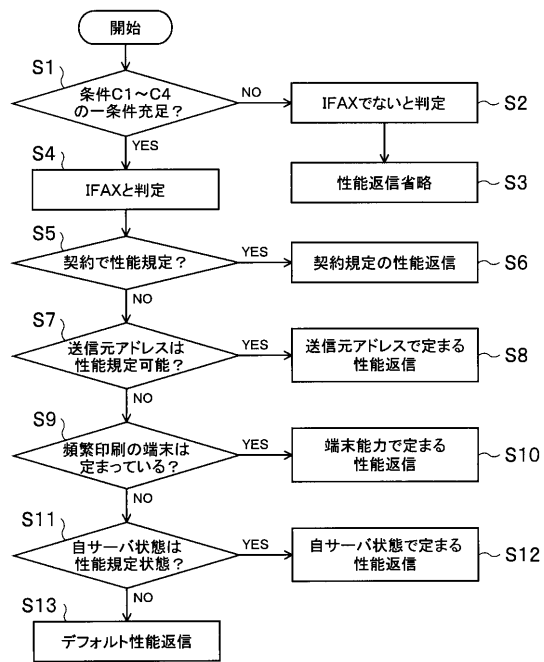 開始
S1
条件C1～C4
の一条件充足？
NO
IFAXでないと判定
S2
YES
S4
IFAXと判定
性能返信省略
S3
S5
契約で性能規定？
YES
契約規定の性能返信
S6
NO
S7
送信元アドレスは
性能規定可能？
YES
送信元アドレスで定まる
性能返信
S8
NO
S9
頻繁印刷の端末は
定まっている？
YES
端末能力で定まる
性能返信
S10
NO
S11
自サーバ状態は
性能規定状態？
YES
自サーバ状態で定まる
性能返信
S12
NO
S13
デフォルト性能返信